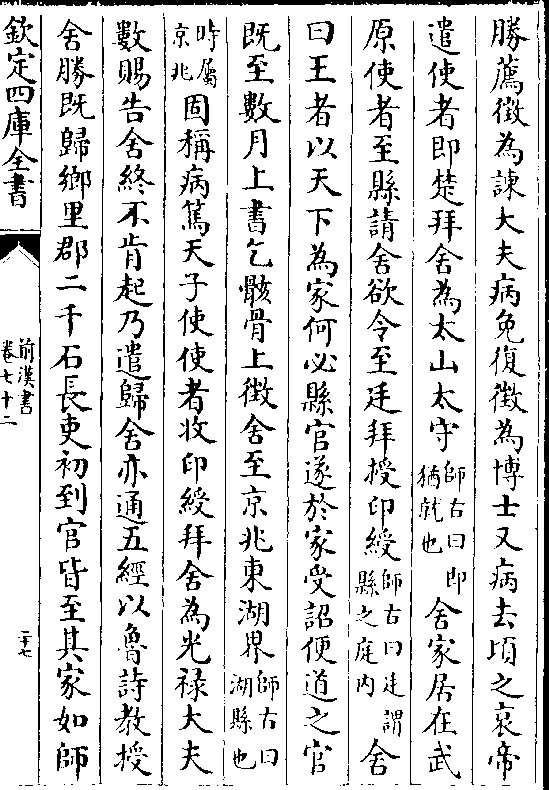 勝薦徴為諫大夫病免復徴為博士又病去頃之哀帝
遣使者即楚拜舍為太山太守師古曰即猶就也舍家居在武
原使者至縣請舍欲令至廷拜授印綬師古曰廷謂縣之庭内舍
曰王者以天下為家何必縣官遂於家受詔便道之官
既至數月上書乞骸骨上徴舍至京兆東湖界師古曰湖縣也
時屬京兆固稱病篤天子使使者收印綬拜舍為光禄大夫
數賜告舍終不肯起乃遣歸舍亦通五經以魯詩教授
舍勝既歸鄉里郡二千石長吏初到官皆至其家如師
欽定四庫全書
前漢書
卷七十二
二十七